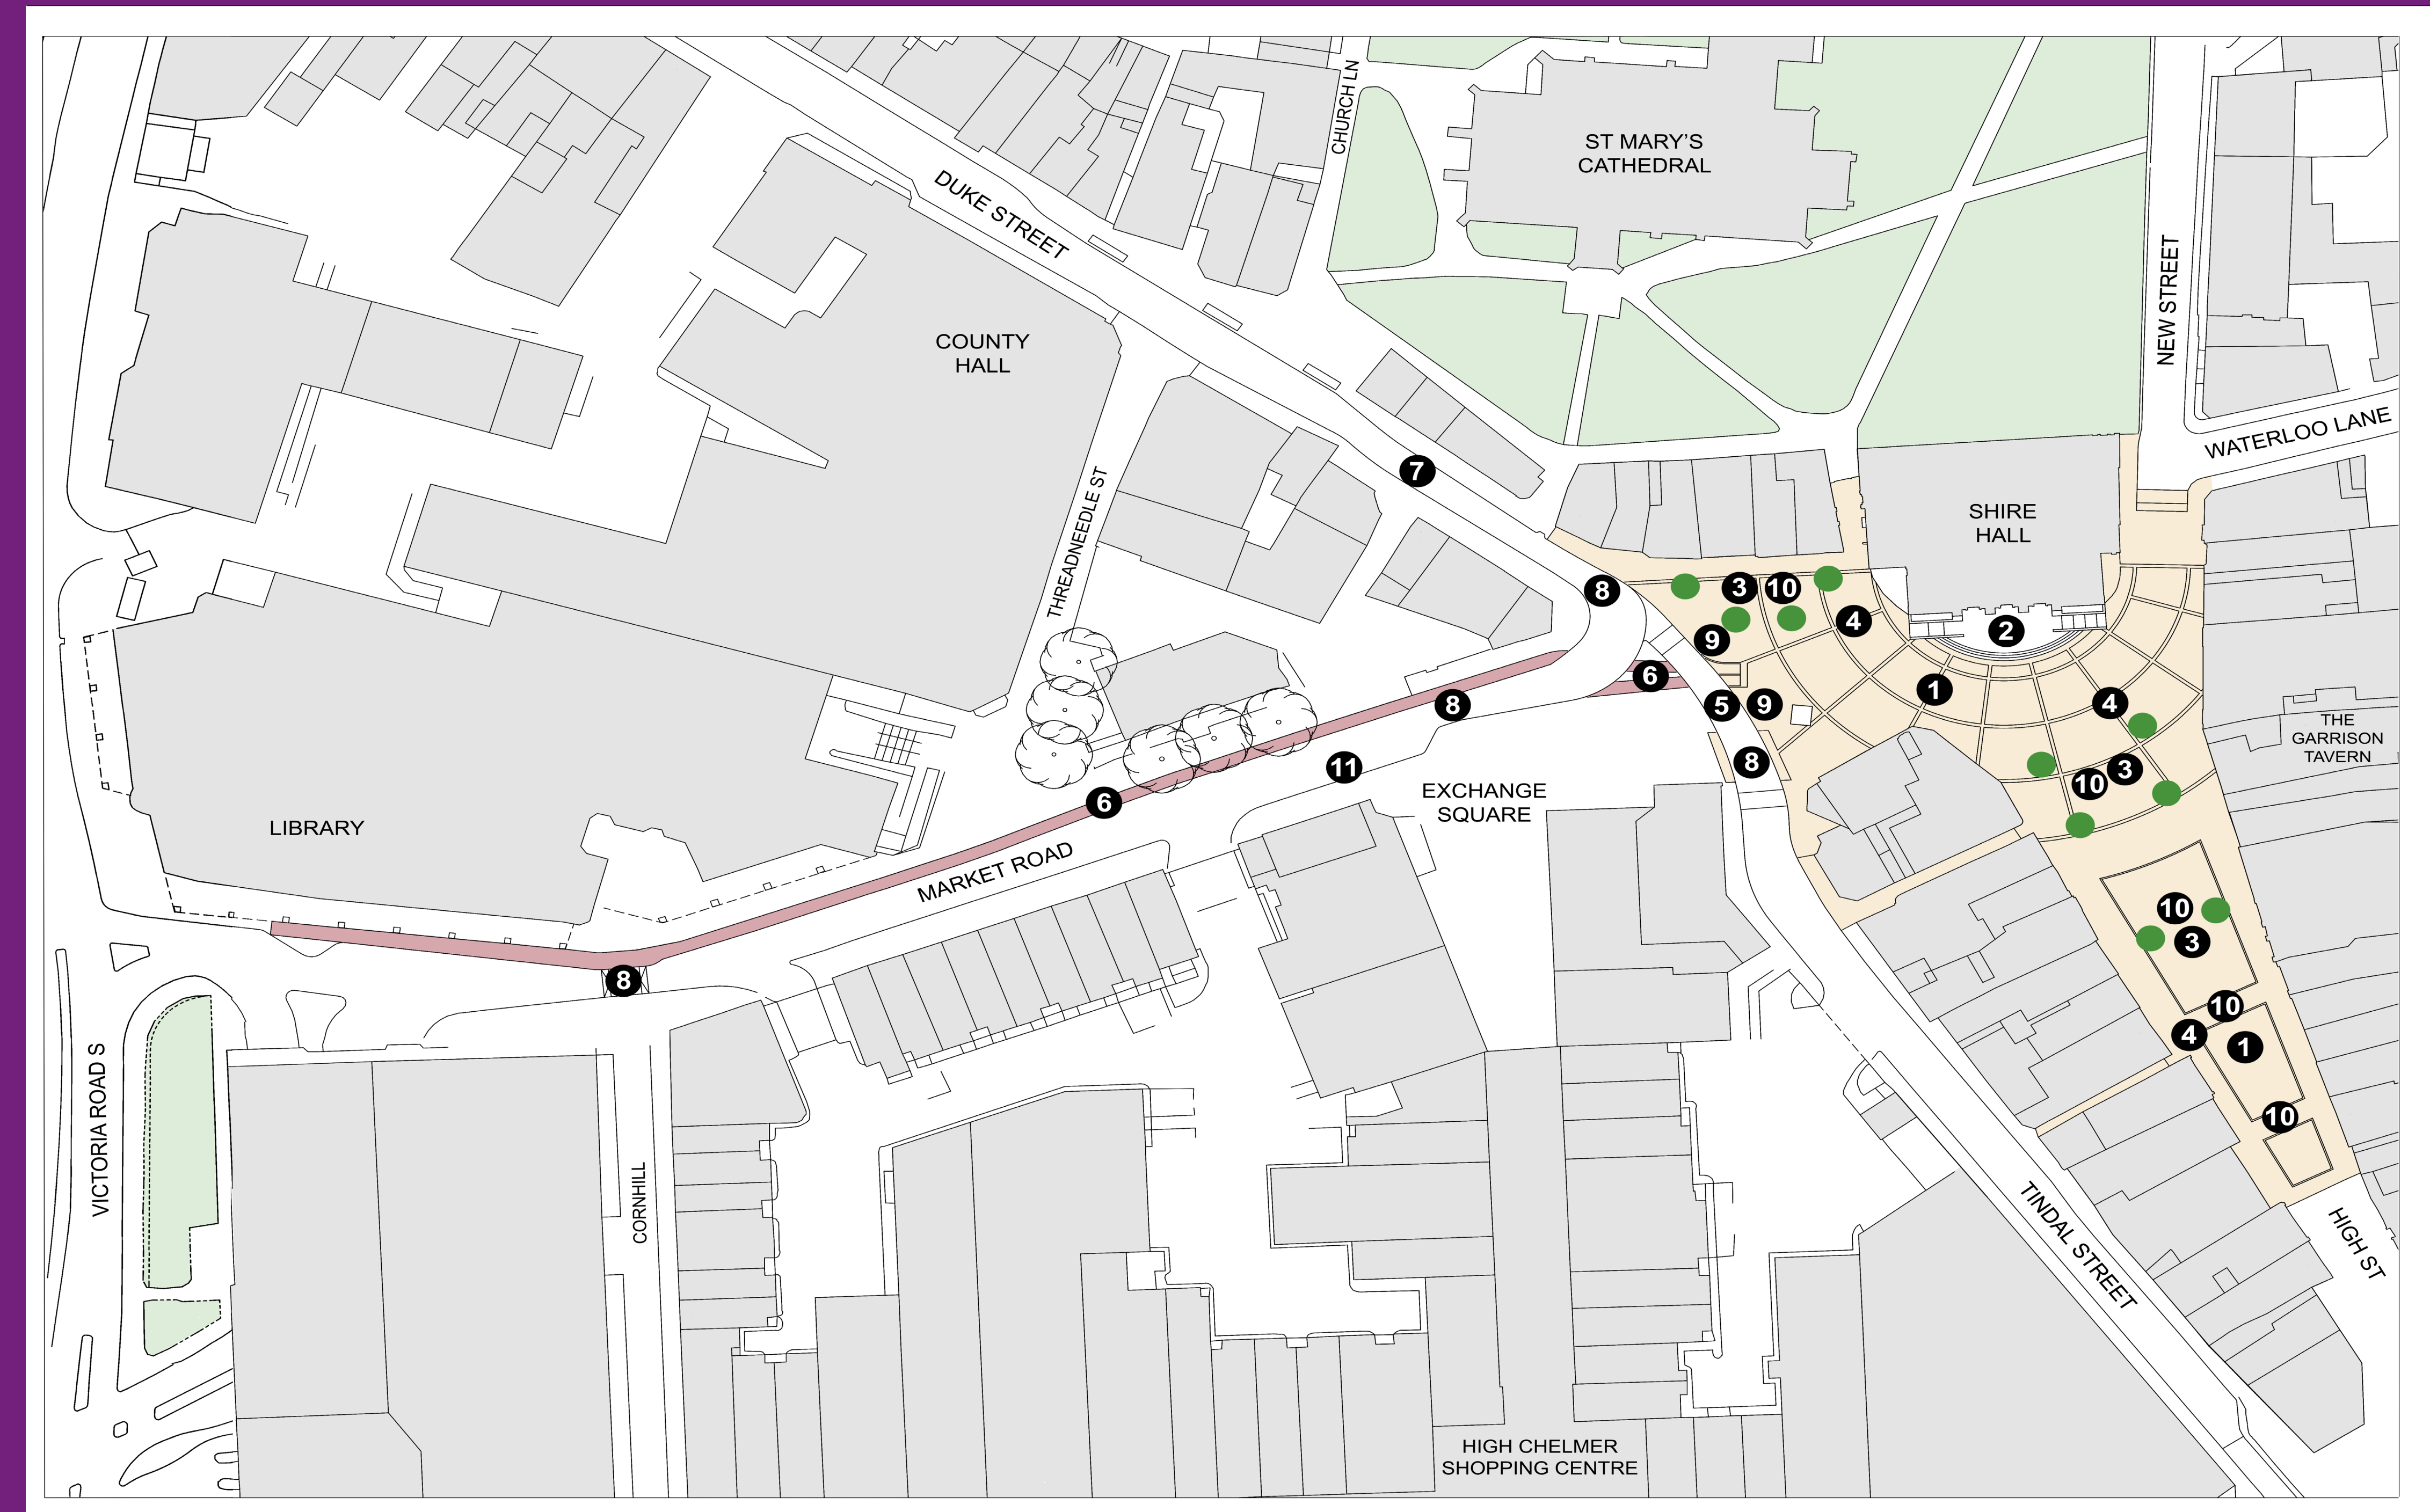 CHURCH LN
ST MARY'S
CATHEDRAL
DUKE STREET
NEW STREET
COUNTY
HALL
WATERLOO LANE
7
SHIRE
HALL
THREADNEEDLE ST
8
3
10
4
2
9
6
1
5
9
4
8
8
THE
GARRISON
TAVERN
11
3
10
EXCHANGE
SQUARE
6
LIBRARY
MARKET ROAD
10
3
8
10
4
1
VICTORIA ROAD S
10
CORNHILL
TINDAL STREET
HIGH ST
HIGH CHELMER
SHOPPING CENTRE